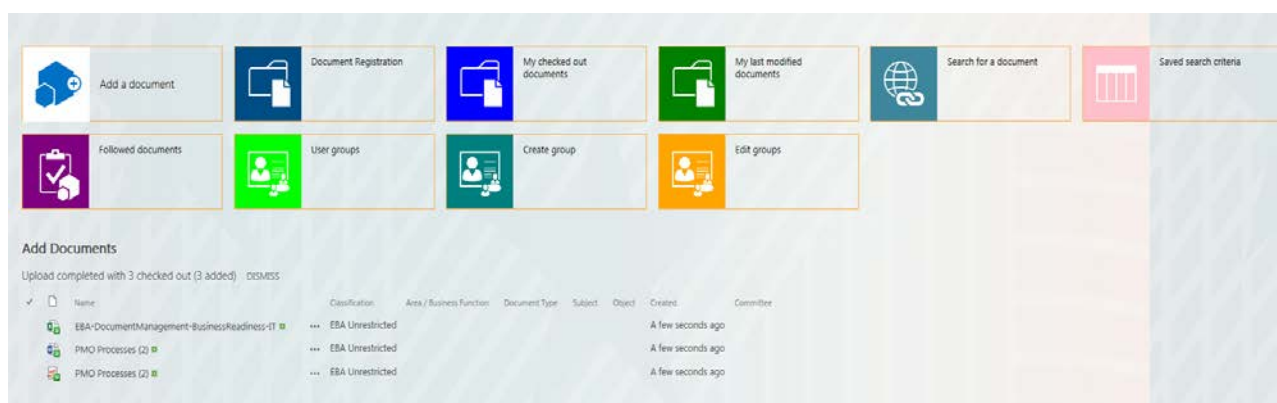 Add a document
Document Registration
My checked out
documents
My last modified
documents
Search for a document
Saved search criteria
Followed documents
User groups
Create group
Edit groups
Add Documents
Upload completed with 3 checked out (3 added) DISMISS
Name Classification Area / Business Function Document Type Subject Object Created Committee
EBA-DocumentManagement-BusinessReadiness-IT ... EBA Unrestricted A few seconds ago
PMO Processes (2) ... EBA Unrestricted A few seconds ago
PMO Processes (2) ... EBA Unrestricted A few seconds ago